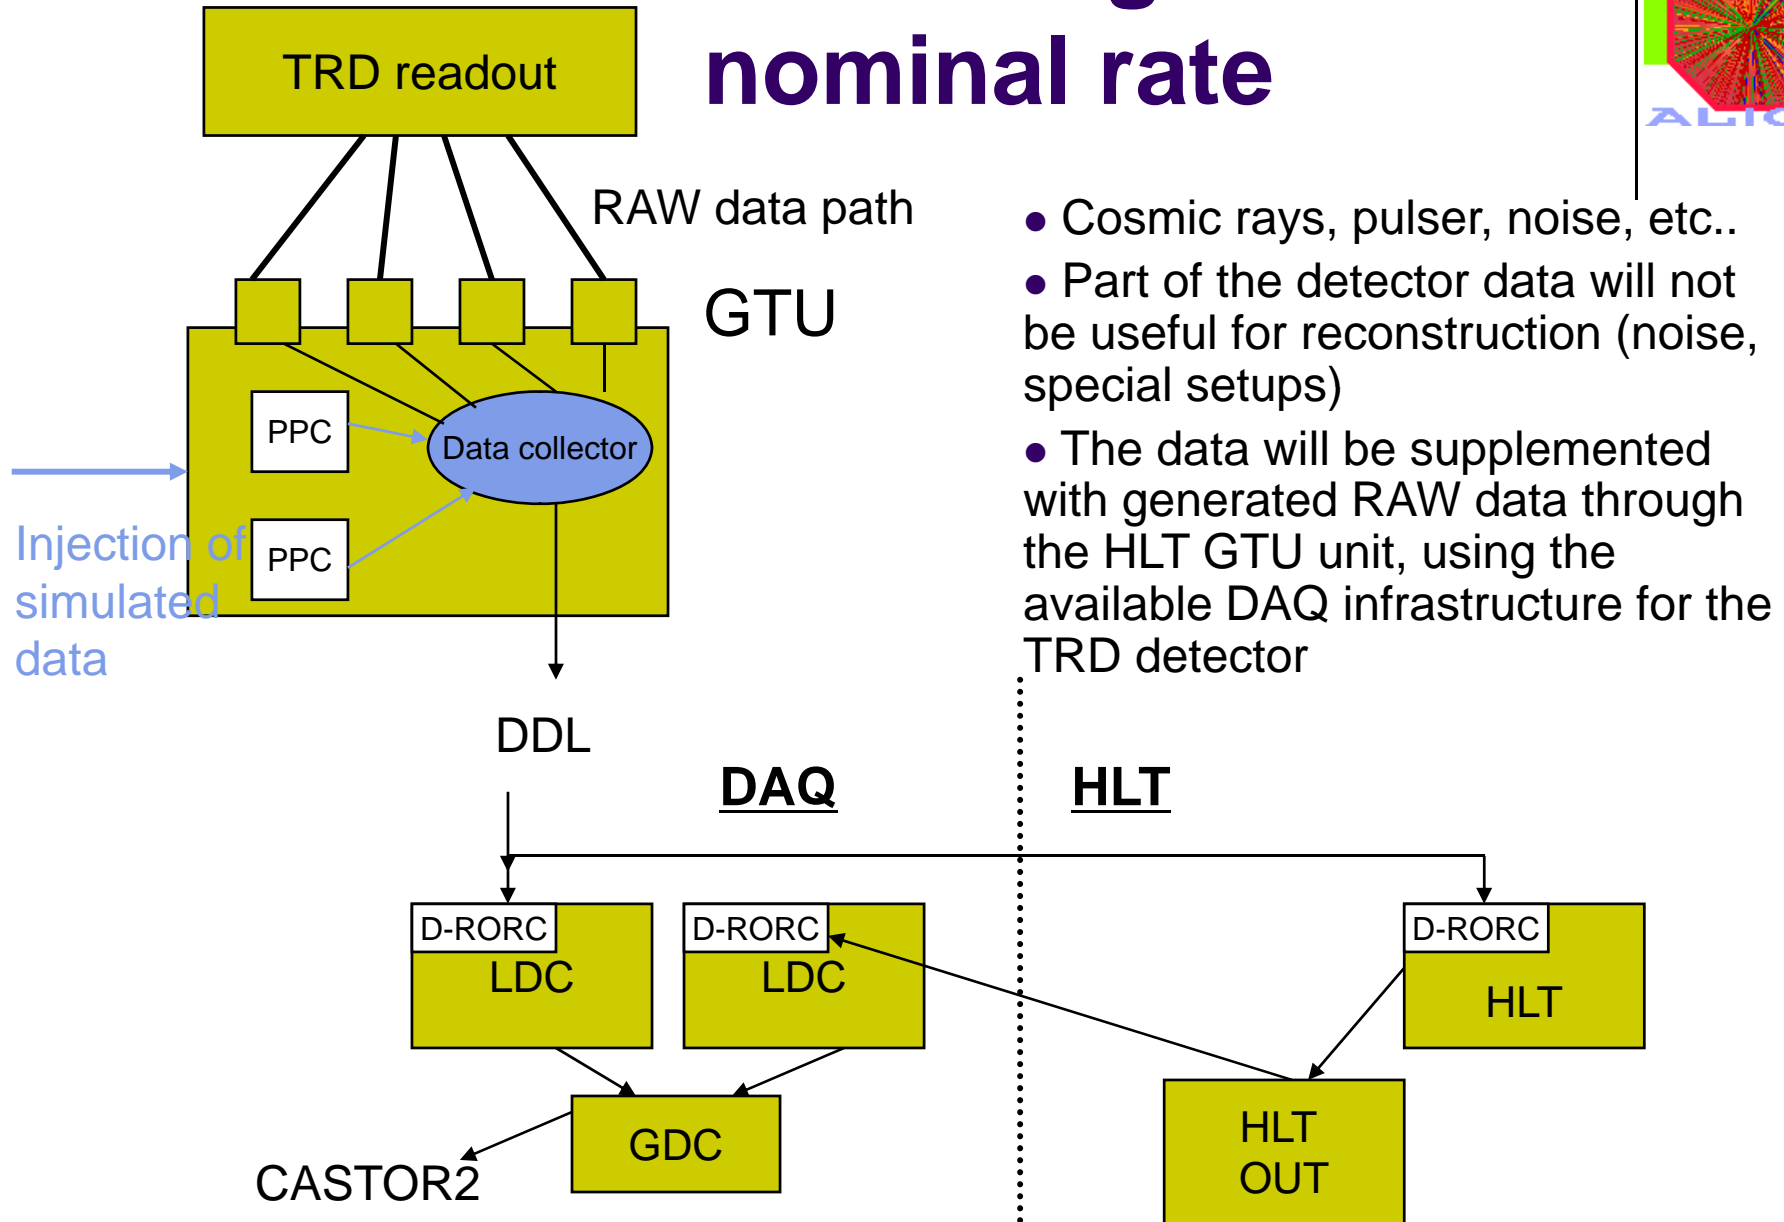 nominal rate
TRD readout
RAW data path
GTU
PPC
Data collector
PPC
Injection of
simulated
data
● Cosmic rays, pulser, noise, etc..
● Part of the detector data will not
be useful for reconstruction (noise,
special setups)
● The data will be supplemented
with generated RAW data through
the HLT GTU unit, using the
available DAQ infrastructure for the
TRD detector
DDL
DAQ
HLT
D-RORC
LDC
D-RORC
LDC
D-RORC
HLT
GDC
CASTOR2
HLT
OUT